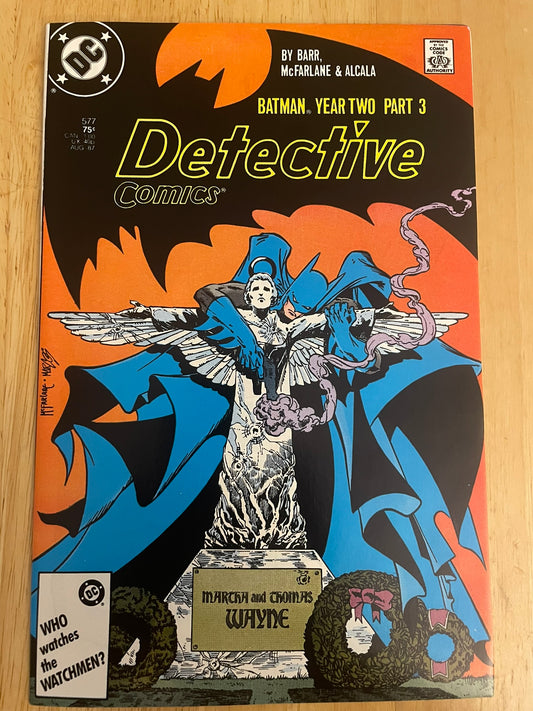 DC
®
APPROVED
BY THE
COMICS
CODE
AUTHORITY
BY BARR,
McFARLANE & ALCALA
577
75¢
CAN. 1.00
UK 40p
AUG 87
BATMAN® YEAR TWO PART 3
Detective
Comics®
McFarlane •
DC
WHO
watches
the
WATCHMEN?
MARTHA and THOMAS
WAYNE